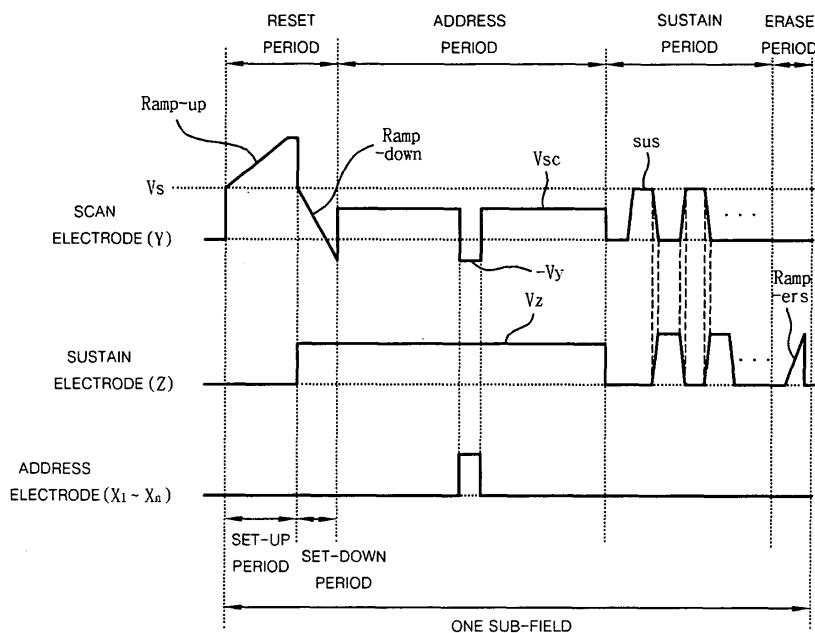 RESET
PERIOD
ADDRESS
PERIOD
SUSTAIN
PERIOD
ERASE
PERIOD
Ramp-up
Ramp
-down
Vsc
sus
Vs
SCAN
ELECTRODE (Y)
-Vy
Ramp
-ers
Vz
SUSTAIN
ELECTRODE (Z)
ADDRESS
ELECTRODE (X1 ~ Xn)
SET-UP
PERIOD
SET-DOWN
PERIOD
ONE SUB-FIELD